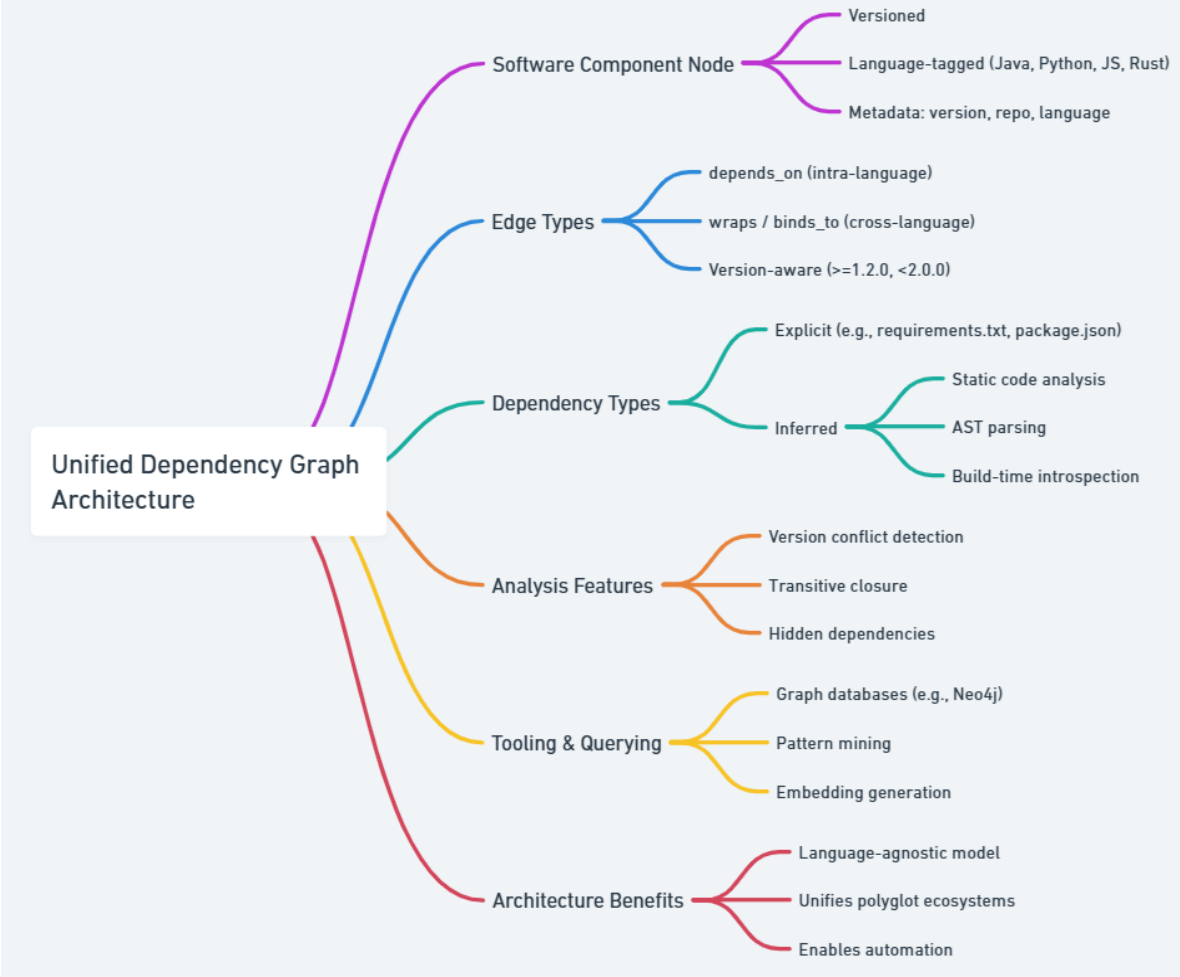 Unified Dependency Graph
Architecture
Software Component Node
Versioned
Language-tagged (Java, Python, JS, Rust)
Metadata: version, repo, language
Edge Types
depends_on (intra-language)
wraps / binds_to (cross-language)
Version-aware (>=1.2.0, <2.0.0)
Dependency Types
Explicit (e.g., requirements.txt, package.json)
Inferred
Static code analysis
AST parsing
Build-time introspection
Analysis Features
Version conflict detection
Transitive closure
Hidden dependencies
Tooling & Querying
Graph databases (e.g., Neo4j)
Pattern mining
Embedding generation
Architecture Benefits
Language-agnostic model
Unifies polyglot ecosystems
Enables automation